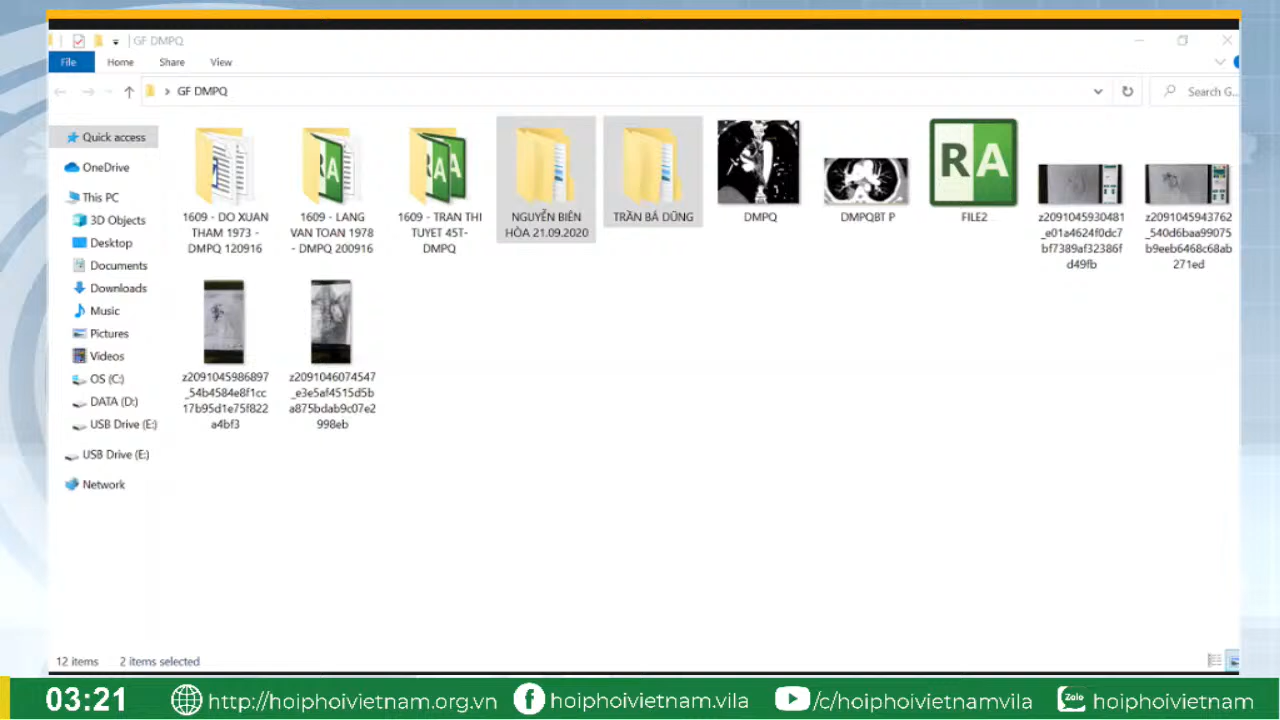 GF DMPQ
File
Home
Share
View
GF DMPQ
Search G..
Quick access
OneDrive
This PC
3D Objects
Desktop
Documents
Downloads
Music
Pictures
Videos
OS (C:)
DATA (D:)
USB Drive (E:)
USB Drive (E:)
Network
1609 - DO XUAN
THAM 1973 -
DMPQ 120916
1609 - LANG
VAN TOAN 1978
- DMPQ 200916
1609 - TRAN THI
TUYET 45T-
DMPQ
NGUYỄN BIÊN
HÒA 21.09.2020
TRẦN BÁ DŨNG
DMPQ
DMPQBT P
RA
FILE2
z2091045930481
_e01a4624f0dc7
bf7389af32386f
d49fb
z2091045943762
_540d6baa99075
b9eeb6468c68ab
271ed
z2091045986897
_54b4584e8f1cc
17b95d1e75f822
a4bf3
z2091046074547
_e3e5af4515d5b
a875bdab9c07e2
998eb
12 items
2 items selected
03:21
http://hoiphoivietnam.org.vn
hoiphoivietnam.vila
/c/hoiphoivietnamvila
Zalo
hoiphoivietnam